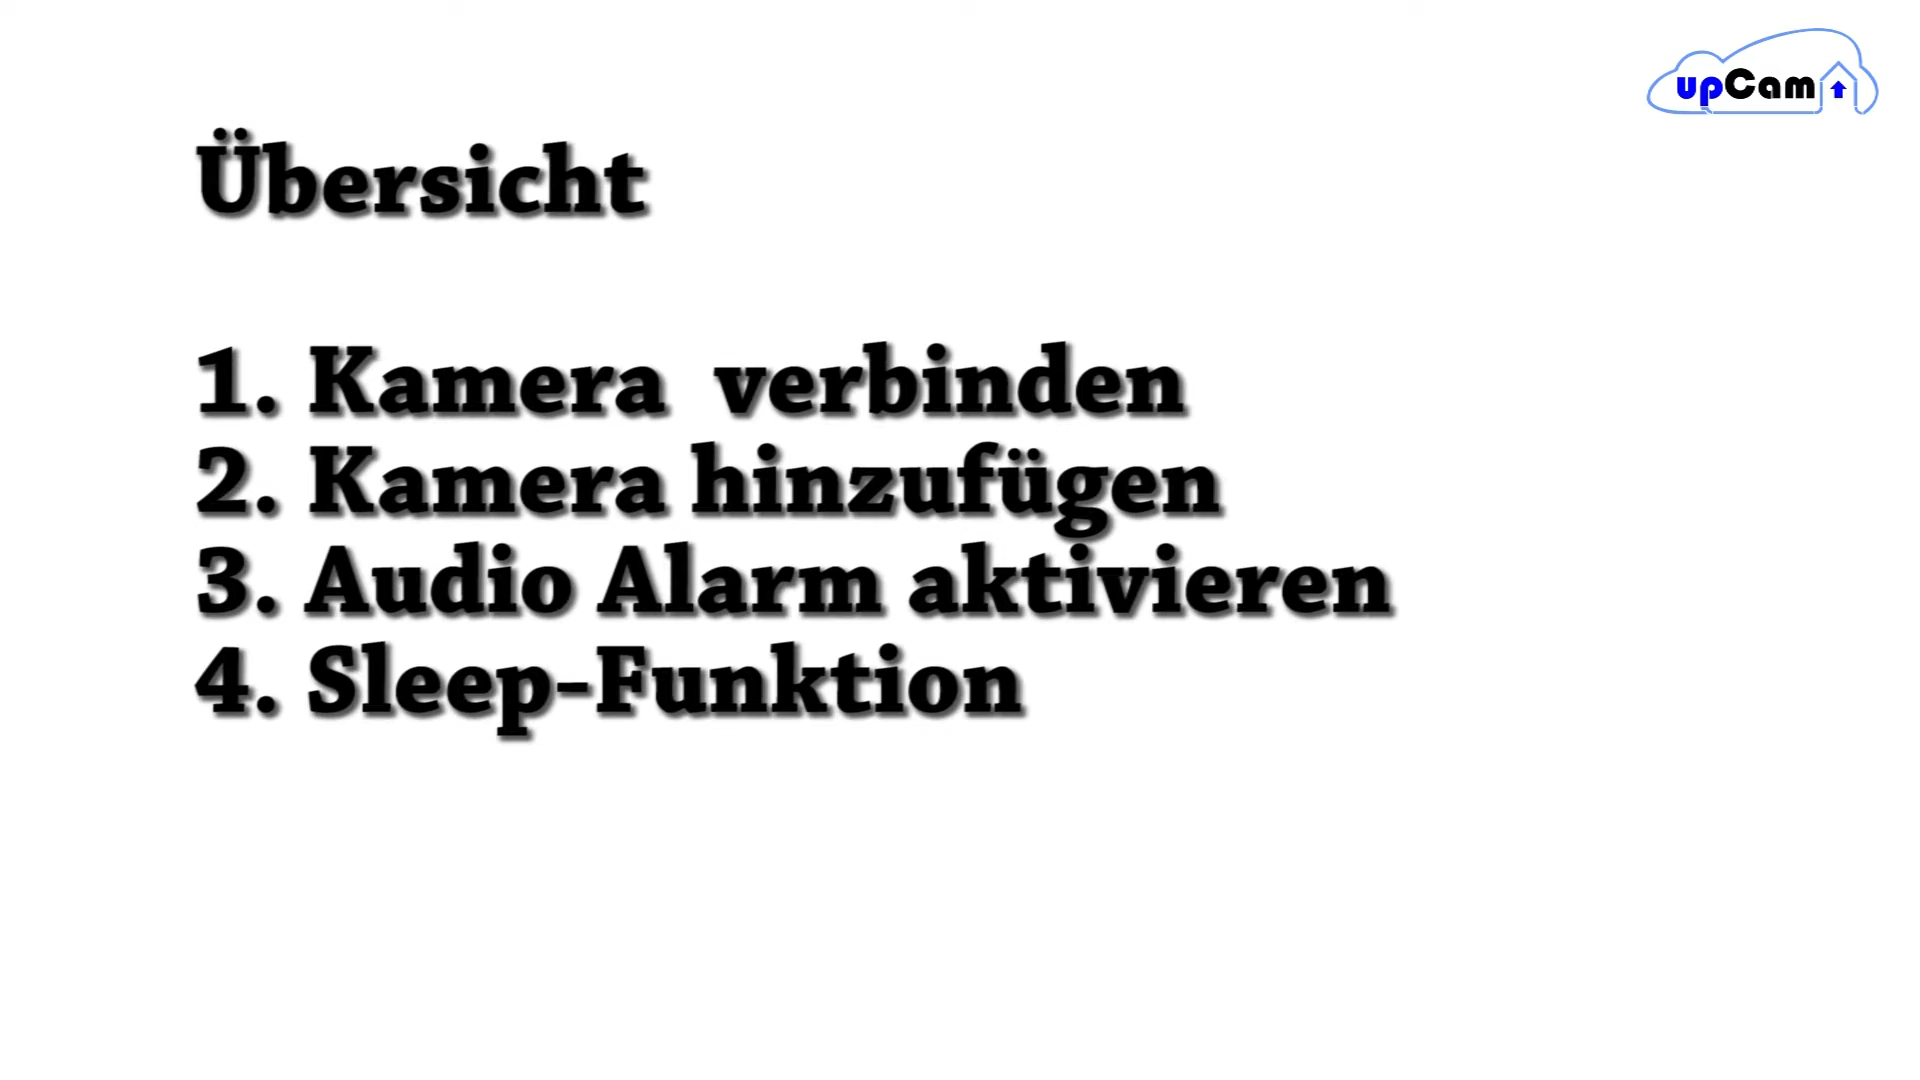 upCam
Übersicht
1. Kamera  verbinden
2. Kamera hinzufügen
3. Audio Alarm aktivieren
4. Sleep-Funktion